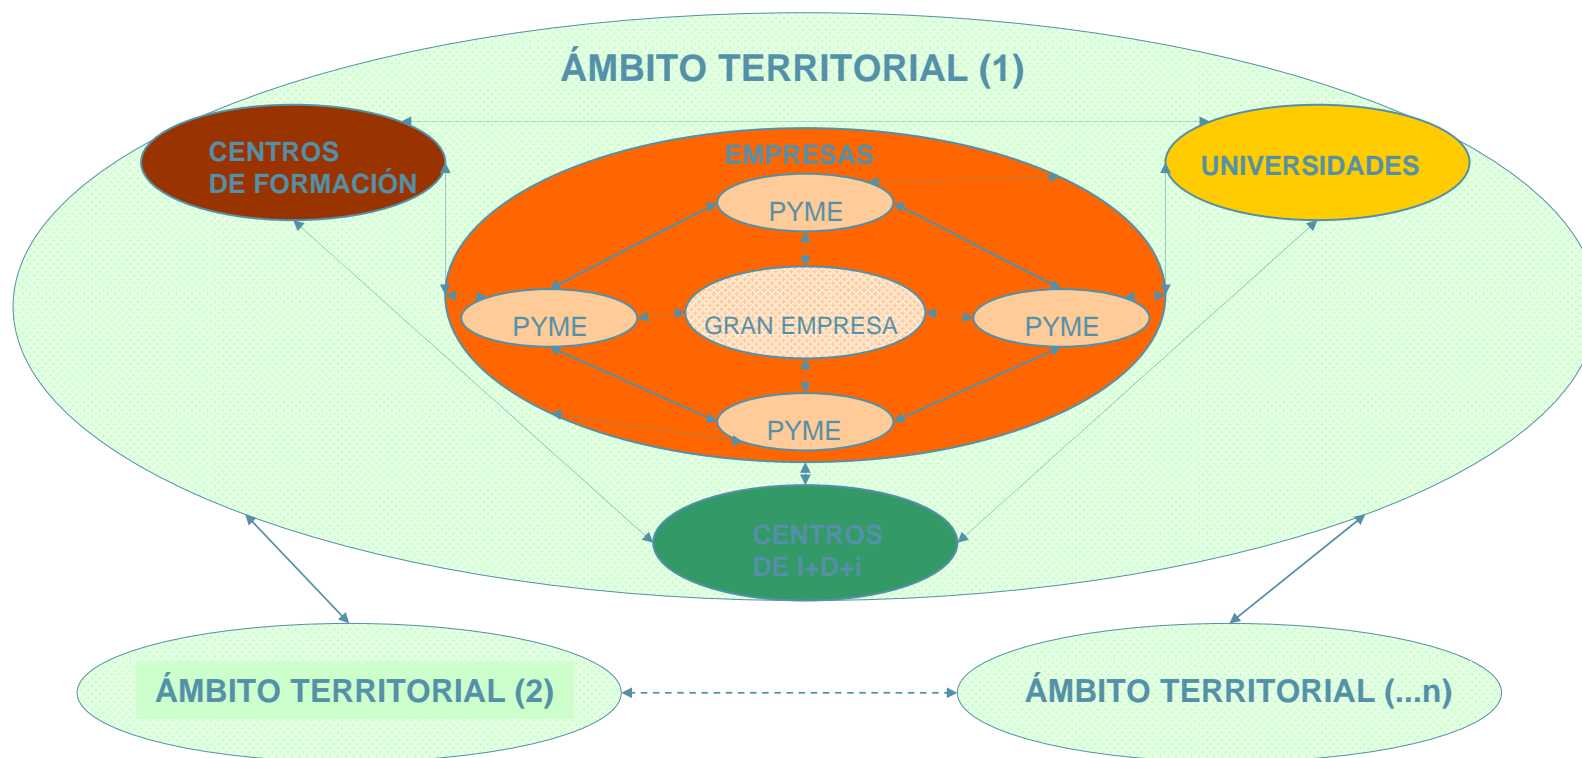 ÁMBITO TERRITORIAL (1)
CENTROS
DE FORMACIÓN
EMPRESAS
UNIVERSIDADES
PYME
PYME
GRAN EMPRESA
PYME
PYME
CENTROS
DE I+D+i
ÁMBITO TERRITORIAL (2)
ÁMBITO TERRITORIAL (...n)